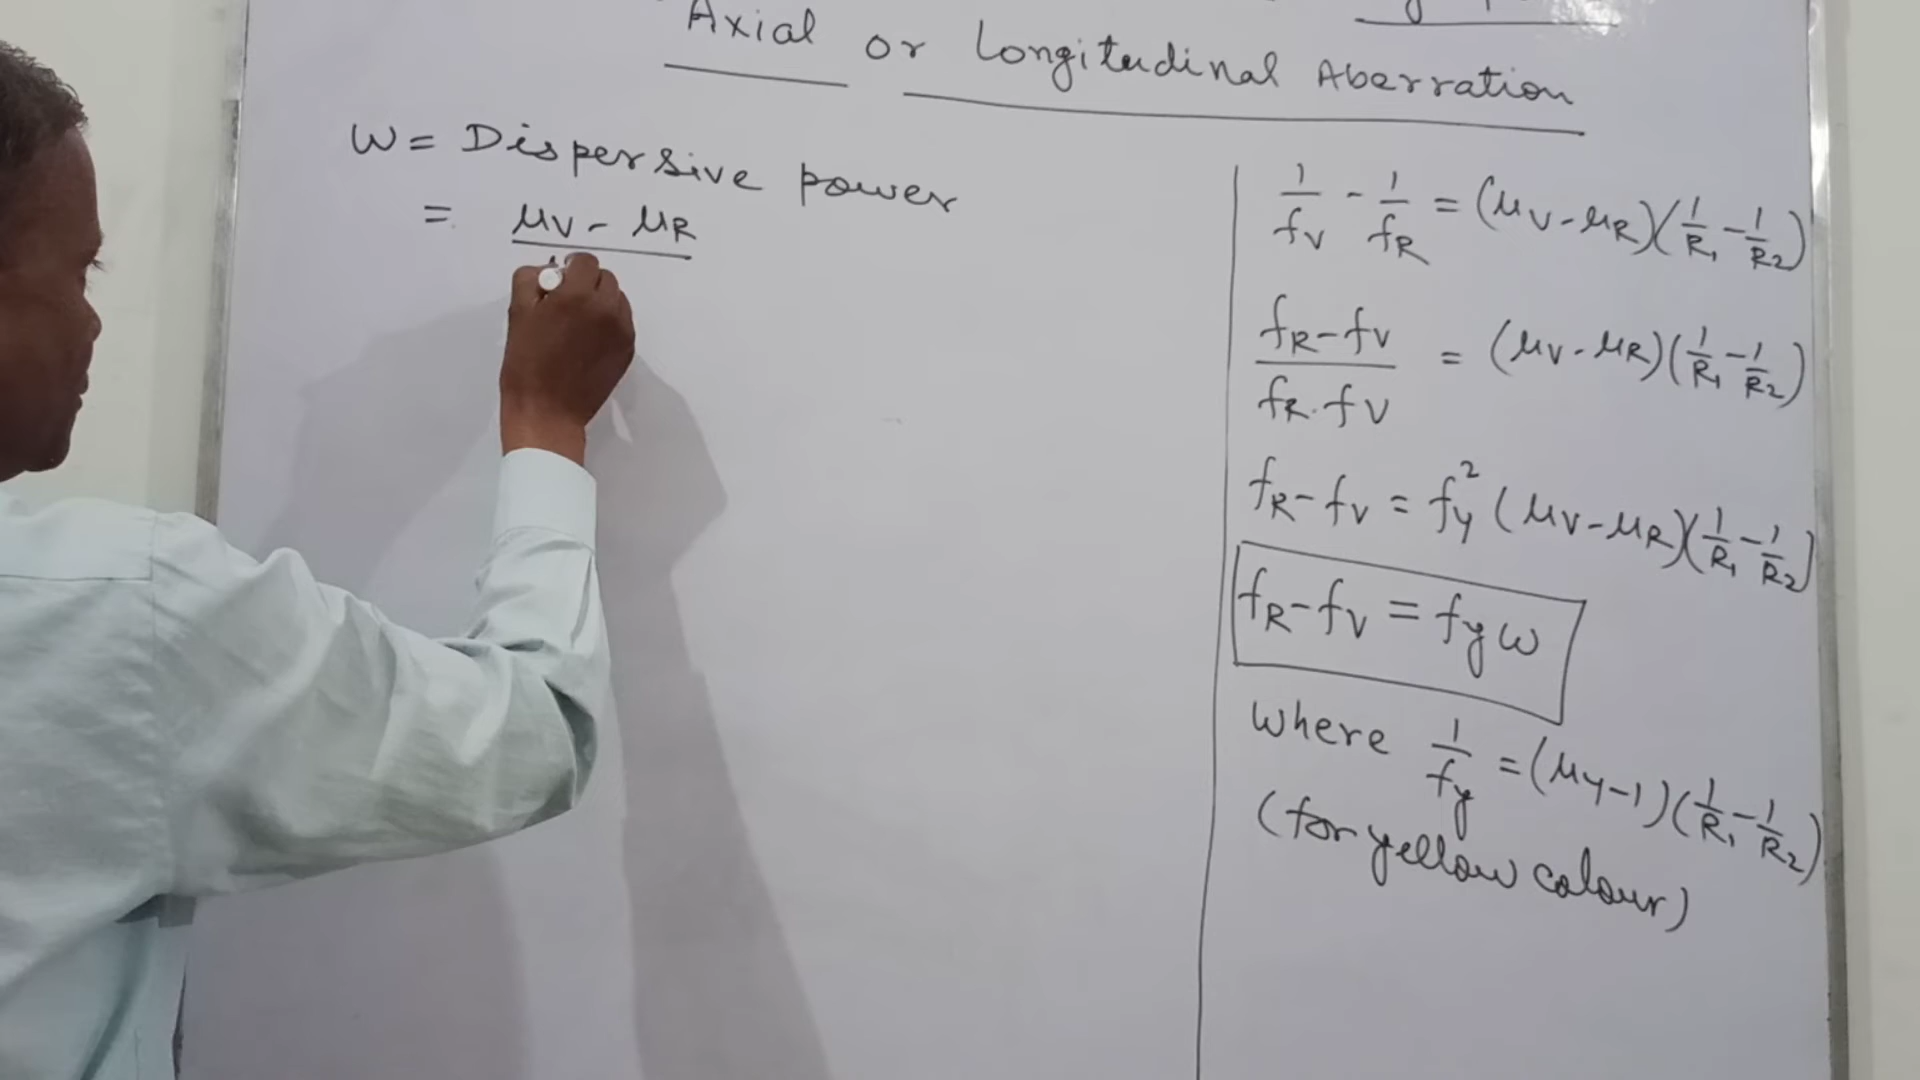 Axial or Longitudinal Aberration
W = Dispersive power
= μV - μR
1/fV - 1/fR = (μV - μR)(1/R1 - 1/R2)
fR - fV / fR . fV = (μV - μR)(1/R1 - 1/R2)
fR - fV = fy² (μV - μR)(1/R1 - 1/R2)
fR - fV = fy ω
where 1/fy = (μy - 1)(1/R1 - 1/R2)
(for yellow colour)